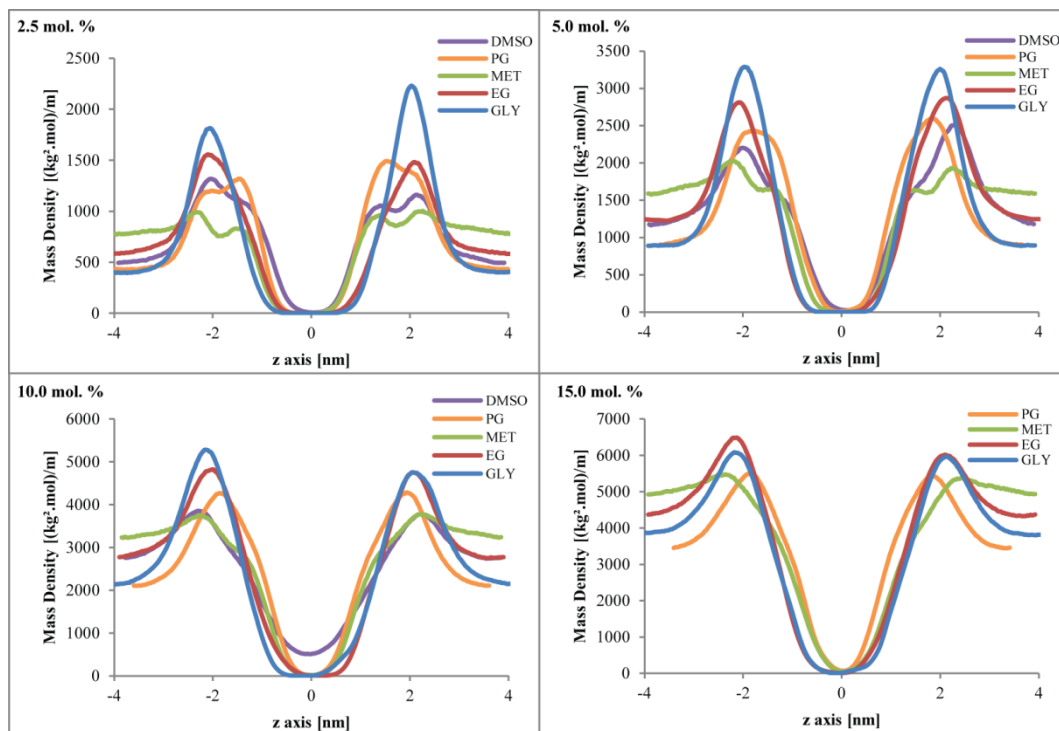 2.5 mol. %
DMSO
PG
MET
EG
GLY
Mass Density [(kg².mol)/m]
2500
2000
1500
1000
500
0
-4 -2 0 2 4
z axis [nm]
5.0 mol. %
DMSO
PG
MET
EG
GLY
Mass Density [(kg².mol)/m]
3500
3000
2500
2000
1500
1000
500
0
-4 -2 0 2 4
z axis [nm]
10.0 mol. %
DMSO
PG
MET
EG
GLY
Mass Density [(kg².mol)/m]
6000
5000
4000
3000
2000
1000
0
-4 -2 0 2 4
z axis [nm]
15.0 mol. %
PG
MET
EG
GLY
Mass Density [(kg².mol)/m]
7000
6000
5000
4000
3000
2000
1000
0
-4 -2 0 2 4
z axis [nm]